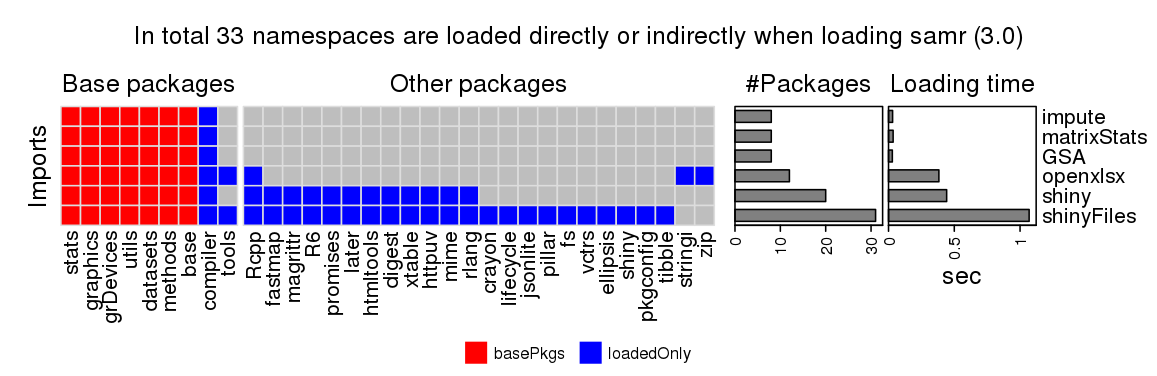 In total 33 namespaces are loaded directly or indirectly when loading samr (3.0)
Base packages
Other packages
#Packages
Loading time
Imports
impute
matrixStats
GSA
openxlsx
shiny
shinyFiles
stats
graphics
grDevices
utils
datasets
methods
base
compiler
tools
Rcpp
fastmap
magrittr
R6
promises
later
htmltools
digest
xtable
httpuv
mime
rlang
crayon
lifecycle
jsonlite
pillar
fs
vctrs
ellipsis
shiny
pkgconfig
tibble
stringi
zip
0
10
20
30
0
0.5
1
sec
basePkgs
loadedOnly